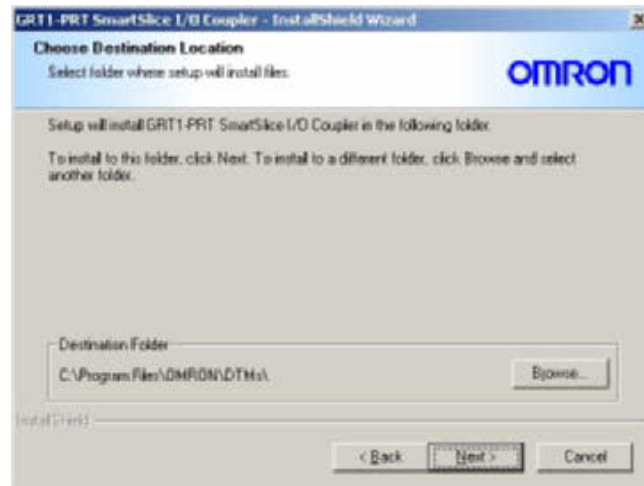 GRT1-PRT SmartSlice I/O Coupler - InstallShield Wizard
Choose Destination Location
Select folder where setup will install files.
OMRON
Setup will install GRT1-PRT SmartSlice I/O Coupler in the following folder.
To install to this folder, click Next. To install to a different folder, click Browse and select
another folder.
Destination Folder
C:\Program Files\OMRON\DTMs\
Browse...
InstallShield
< Back
Next >
Cancel